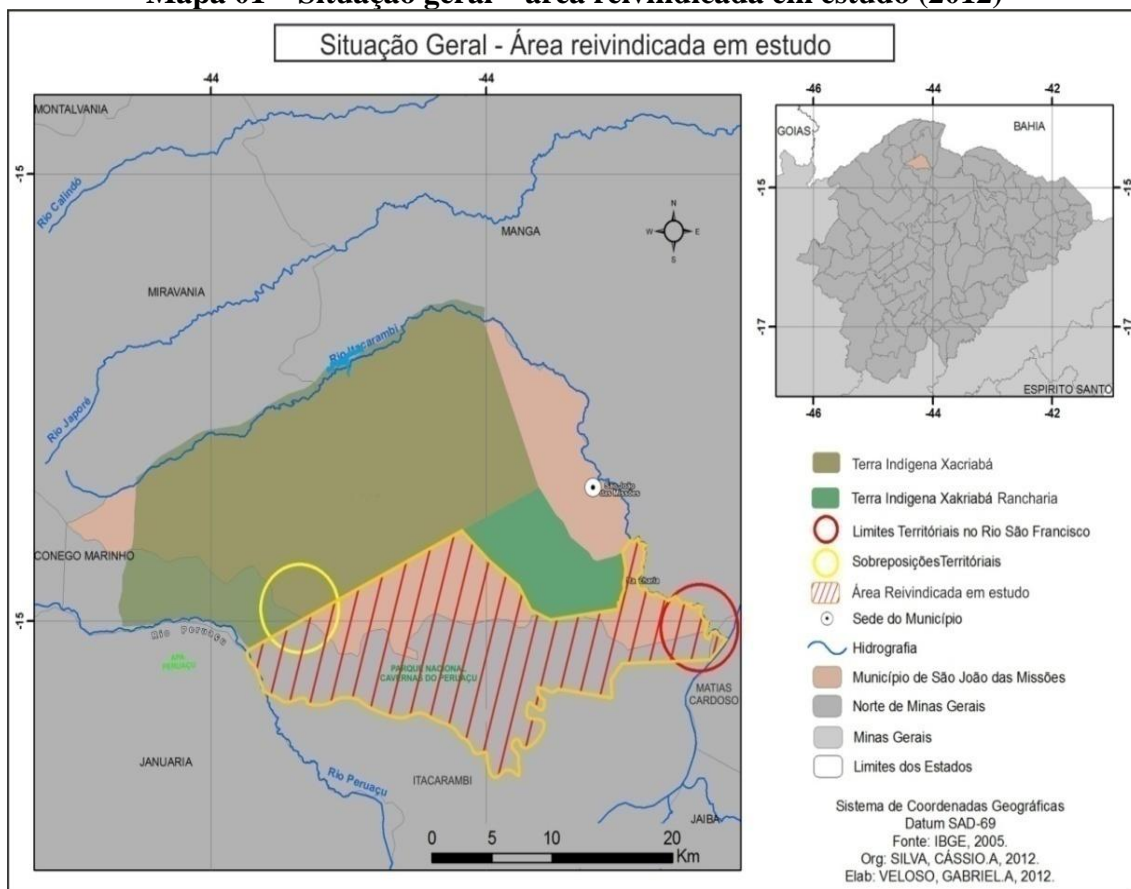 Mapa 01 – Situação geral – área reivindicada em estudo (2012)
Situação Geral - Área reivindicada em estudo
-44
-44
MONTALVANIA
-15
Rio Calindó
MANGA
N
W
E
S
MIRAVANIA
Rio Itacarambi
Rio Japoré
São João
das Missões
CONEGO MARINHO
-15
Rio Peruaçu
APA
PERUAÇU
PARQUE NACIONAL
CAVERNAS DO PERUAÇU
MATIAS
CARDOSO
JANUARIA
Rio Peruaçu
ITACARAMBI
JAIBA
0 5 10 20
Km
-46 -44 -42
GOIAS
BAHIA
-15
-15
-17
-17
ESPIRITO SANTO
-46 -44 -42
Terra Indígena Xacriabá
Terra Indigena Xakriabá Rancharia
Limites Territóriais no Rio São Francisco
SobreposiçõesTerritóriais
Área Reivindicada em estudo
Sede do Município
Hidrografia
Município de São João das Missões
Norte de Minas Gerais
Minas Gerais
Limites dos Estados
Sistema de Coordenadas Geográficas
Datum SAD-69
Fonte: IBGE, 2005.
Org: SILVA, CÁSSIO.A, 2012.
Elab: VELOSO, GABRIEL.A, 2012.